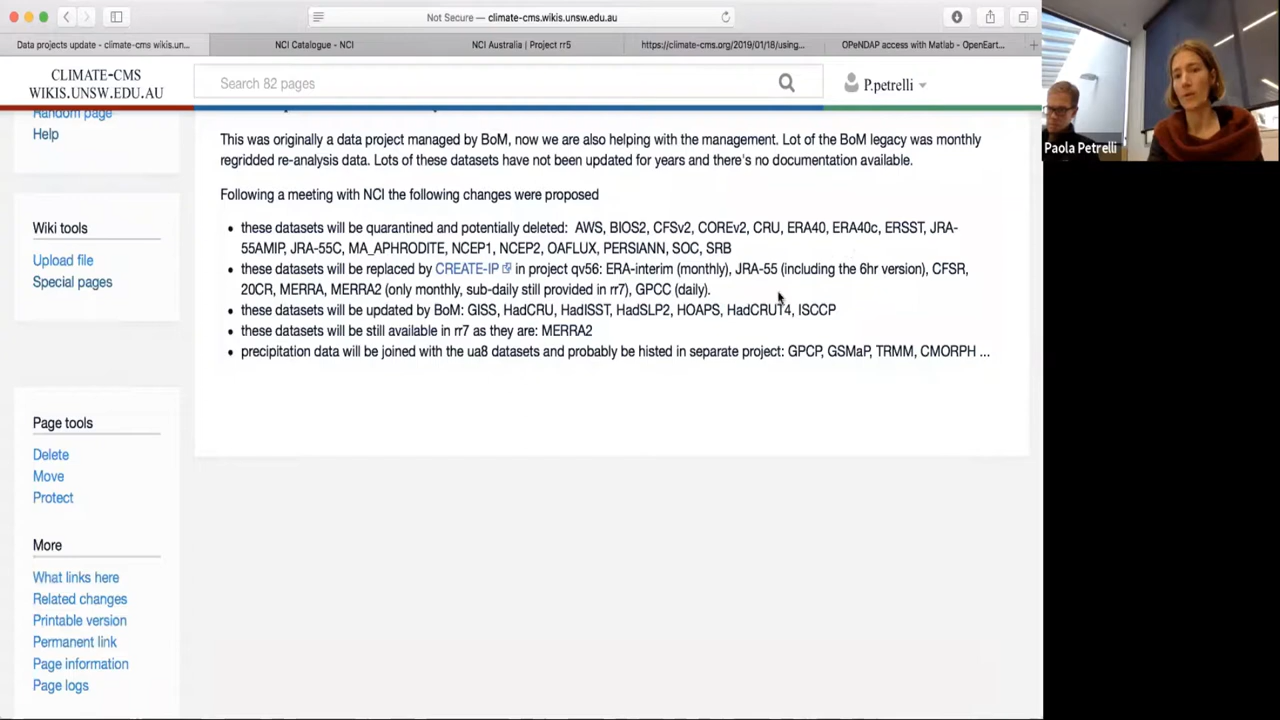 Not Secure — climate-cms.wikis.unsw.edu.au
Data projects update - climate-cms wikis.un...
NCI Catalogue - NCI
NCI Australia | Project rr5
https://climate-cms.org/2019/01/18/using...
OPeNDAP access with Matlab - OpenEart...
CLIMATE-CMS
WIKIS.UNSW.EDU.AU
Search 82 pages
P.petrelli
Random page
Help
Wiki tools
Upload file
Special pages
Page tools
Delete
Move
Protect
More
What links here
Related changes
Printable version
Permanent link
Page information
Page logs
This was originally a data project managed by BoM, now we are also helping with the management. Lot of the BoM legacy was monthly
regridded re-analysis data. Lots of these datasets have not been updated for years and there's no documentation available.
Following a meeting with NCI the following changes were proposed
• these datasets will be quarantined and potentially deleted: AWS, BIOS2, CFSv2, COREv2, CRU, ERA40, ERA40c, ERSST, JRA-
55AMIP, JRA-55C, MA_APHRODITE, NCEP1, NCEP2, OAFLUX, PERSIANN, SOC, SRB
• these datasets will be replaced by CREATE-IP in project qv56: ERA-interim (monthly), JRA-55 (including the 6hr version), CFSR,
20CR, MERRA, MERRA2 (only monthly, sub-daily still provided in rr7), GPCC (daily).
• these datasets will be updated by BoM: GISS, HadCRU, HadISST, HadSLP2, HOAPS, HadCRUT4, ISCCP
• these datasets will be still available in rr7 as they are: MERRA2
• precipitation data will be joined with the ua8 datasets and probably be histed in separate project: GPCP, GSMaP, TRMM, CMORPH ...
Paola Petrelli